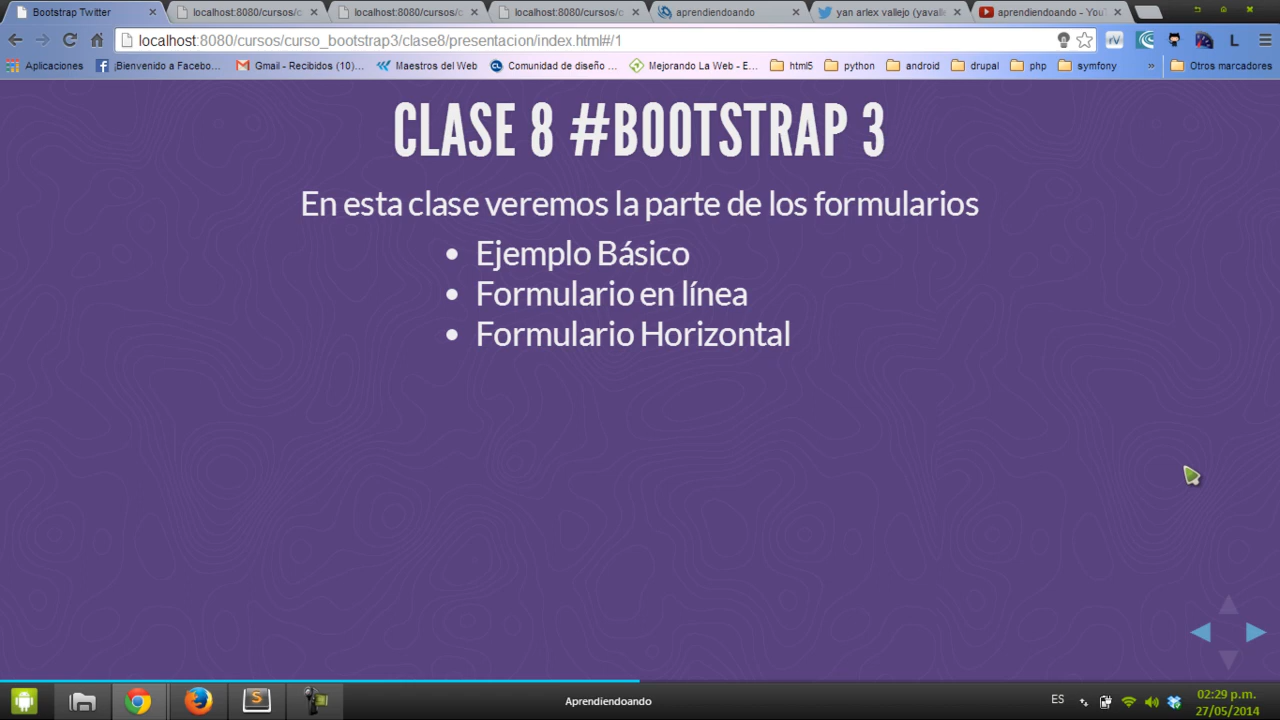 Bootstrap Twitter
localhost:8080/cursos/c
localhost:8080/cursos/c
localhost:8080/cursos/c
aprendiendoando
yan arlex vallejo (yavalle
aprendiendoando - YouT
localhost:8080/cursos/curso_bootstrap3/clase8/presentacion/index.html#/1
Aplicaciones
¡Bienvenido a Facebo...
Gmail - Recibidos (10)...
Maestros del Web
Comunidad de diseño ...
Mejorando La Web - E...
html5
python
android
drupal
php
symfony
»
Otros marcadores
CLASE 8 #BOOTSTRAP 3
En esta clase veremos la parte de los formularios
• Ejemplo Básico
• Formulario en línea
• Formulario Horizontal
Aprendiendoando
ES
02:29 p.m.
27/05/2014